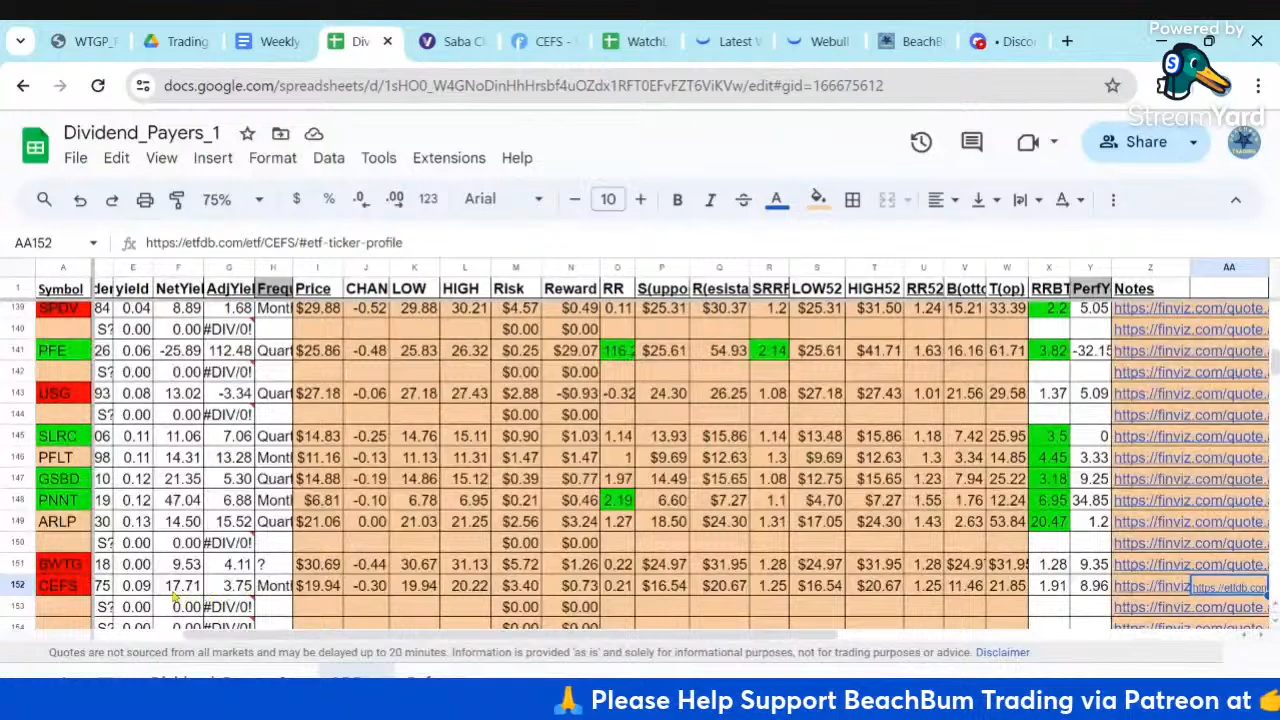 Powered by
WTGP_F
Trading
Weekly
Div
Saba C
CEFS -
WatchL
Latest V
Webull
BeachB
• Disco
docs.google.com/spreadsheets/d/1sHO0_W4GNoDinHhHrsbf4uOZdx1RFT0EFvFZT6ViKVw/edit#gid=166675612
StreamYard
Dividend_Payers_1
Share
File Edit View Insert Format Data Tools Extensions Help
75% $ % .0 .00 123 Arial 10 B I A
AA152 https://etfdb.com/etf/CEFS/#etf-ticker-profile
A E F G H I J K L M N O P Q R S T U V W X Y Z AA
1 Symbol der yield NetYiel AdjYiel Frequ Price CHAN LOW HIGH Risk Reward RR S(uppo R(esista SRRF LOW52 HIGH52 RR52 B(otto T(op) RRBT PerfY Notes
139 SPDV 84 0.04 8.89 1.68 Month $29.88 -0.52 29.88 30.21 $4.57 $0.49 0.11 $25.31 $30.37 1.2 $25.31 $31.50 1.24 15.21 33.39 2.2 5.05 https://finviz.com/quote.
140 S? 0.00 0.00 #DIV/0! $0.00 $0.00 https://finviz.com/quote.
141 PFE 26 0.06 -25.89 112.48 Quart $25.86 -0.48 25.83 26.32 $0.25 $29.07 116.2 $25.61 54.93 2.14 $25.61 $41.71 1.63 16.16 61.71 3.82 -32.15 https://finviz.com/quote.
142 S? 0.00 0.00 #DIV/0! $0.00 $0.00 https://finviz.com/quote.
143 USG 93 0.08 13.02 -3.34 Quart $27.18 -0.06 27.18 27.43 $2.88 -$0.93 -0.32 24.30 26.25 1.08 $27.18 $27.43 1.01 21.56 29.58 1.37 5.09 https://finviz.com/quote.
144 S? 0.00 0.00 #DIV/0! $0.00 $0.00 https://finviz.com/quote.
145 SLRC 06 0.11 11.06 7.06 Quart $14.83 -0.25 14.76 15.11 $0.90 $1.03 1.14 13.93 $15.86 1.14 $13.48 $15.86 1.18 7.42 25.95 3.5 0 https://finviz.com/quote.
146 PFLT 98 0.11 14.31 13.28 Month $11.16 -0.13 11.13 11.31 $1.47 $1.47 1 $9.69 $12.63 1.3 $9.69 $12.63 1.3 3.34 14.85 4.45 3.33 https://finviz.com/quote.
147 GSBD 10 0.12 21.35 5.30 Quart $14.88 -0.19 14.86 15.12 $0.39 $0.77 1.97 14.49 $15.65 1.08 $12.75 $15.65 1.23 7.94 25.22 3.18 9.25 https://finviz.com/quote.
148 PNNT 19 0.12 47.04 6.88 Month $6.81 -0.10 6.78 6.95 $0.21 $0.46 2.19 6.60 $7.27 1.1 $4.70 $7.27 1.55 1.76 12.24 6.95 34.85 https://finviz.com/quote.
149 ARLP 30 0.13 14.50 15.52 Quart $21.06 0.00 21.03 21.25 $2.56 $3.24 1.27 18.50 $24.30 1.31 $17.05 $24.30 1.43 2.63 53.84 20.47 1.2 https://finviz.com/quote.
150 S? 0.00 0.00 #DIV/0! $0.00 $0.00 https://finviz.com/quote.
151 BWTG 18 0.00 9.53 4.11 ? $30.69 -0.44 30.67 31.13 $5.72 $1.26 0.22 $24.97 $31.95 1.28 $24.97 $31.95 1.28 $24.9 $31.95 1.28 9.35 https://finviz.com/quote.
152 CEFS 75 0.09 17.71 3.75 Month $19.94 -0.30 19.94 20.22 $3.40 $0.73 0.21 $16.54 $20.67 1.25 $16.54 $20.67 1.25 11.46 21.85 1.91 8.96 https://finviz https://etfdb.com
153 S? 0.00 0.00 #DIV/0! $0.00 $0.00 https://finviz.com/quote.
154 S? 0.00 0.00 #DIV/0! $0.00 $0.00 https://finviz.com/quote.
Quotes are not sourced from all markets and may be delayed up to 20 minutes. Information is provided 'as is' and solely for informational purposes, not for trading purposes or advice. Disclaimer
🙏 Please Help Support BeachBum Trading via Patreon at 👉